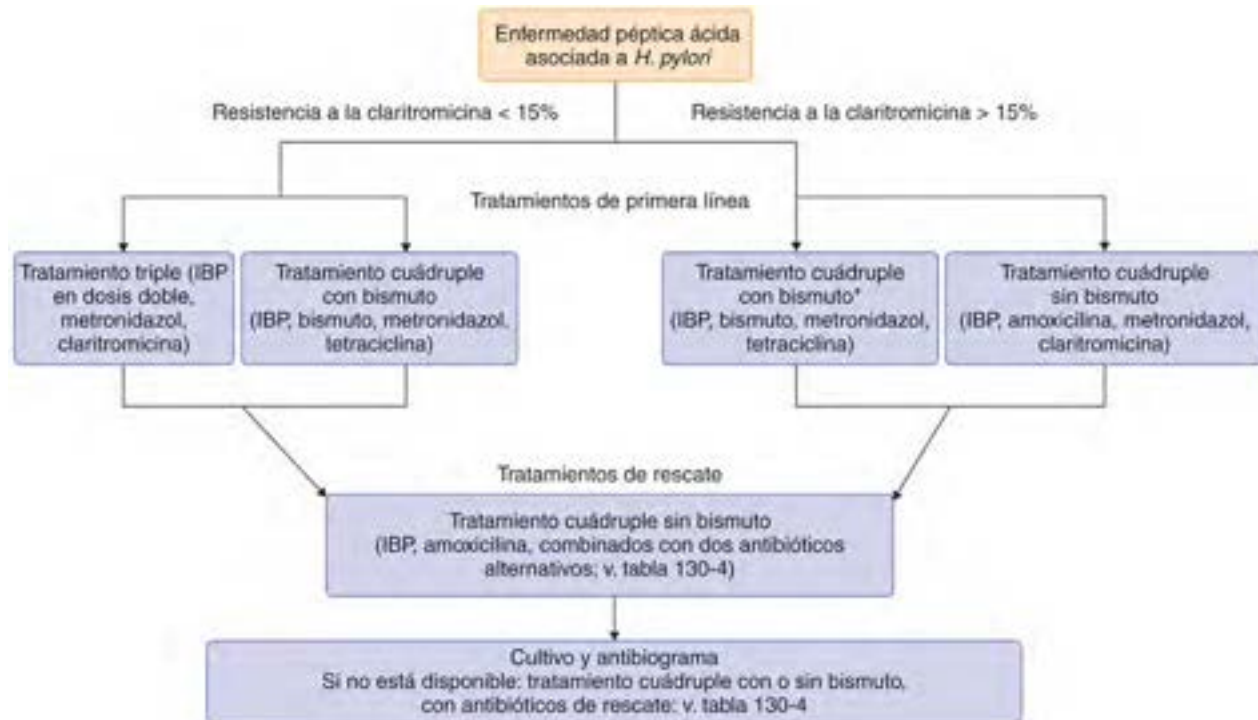 Enfermedad péptica ácida
asociada a H. pylori
Resistencia a la claritromicina < 15%
Resistencia a la claritromicina > 15%
Tratamientos de primera línea
Tratamiento triple (IBP
en dosis doble,
metronidazol,
claritromicina)
Tratamiento cuádruple
con bismuto
(IBP, bismuto, metronidazol,
tetraciclina)
Tratamiento cuádruple
con bismuto*
(IBP, bismuto, metronidazol,
tetraciclina)
Tratamiento cuádruple
sin bismuto
(IBP, amoxicilina, metronidazol,
claritromicina)
Tratamientos de rescate
Tratamiento cuádruple sin bismuto
(IBP, amoxicilina, combinados con dos antibióticos
alternativos; v. tabla 130-4)
Cultivo y antibiograma
Si no está disponible: tratamiento cuádruple con o sin bismuto,
con antibióticos de rescate; v. tabla 130-4